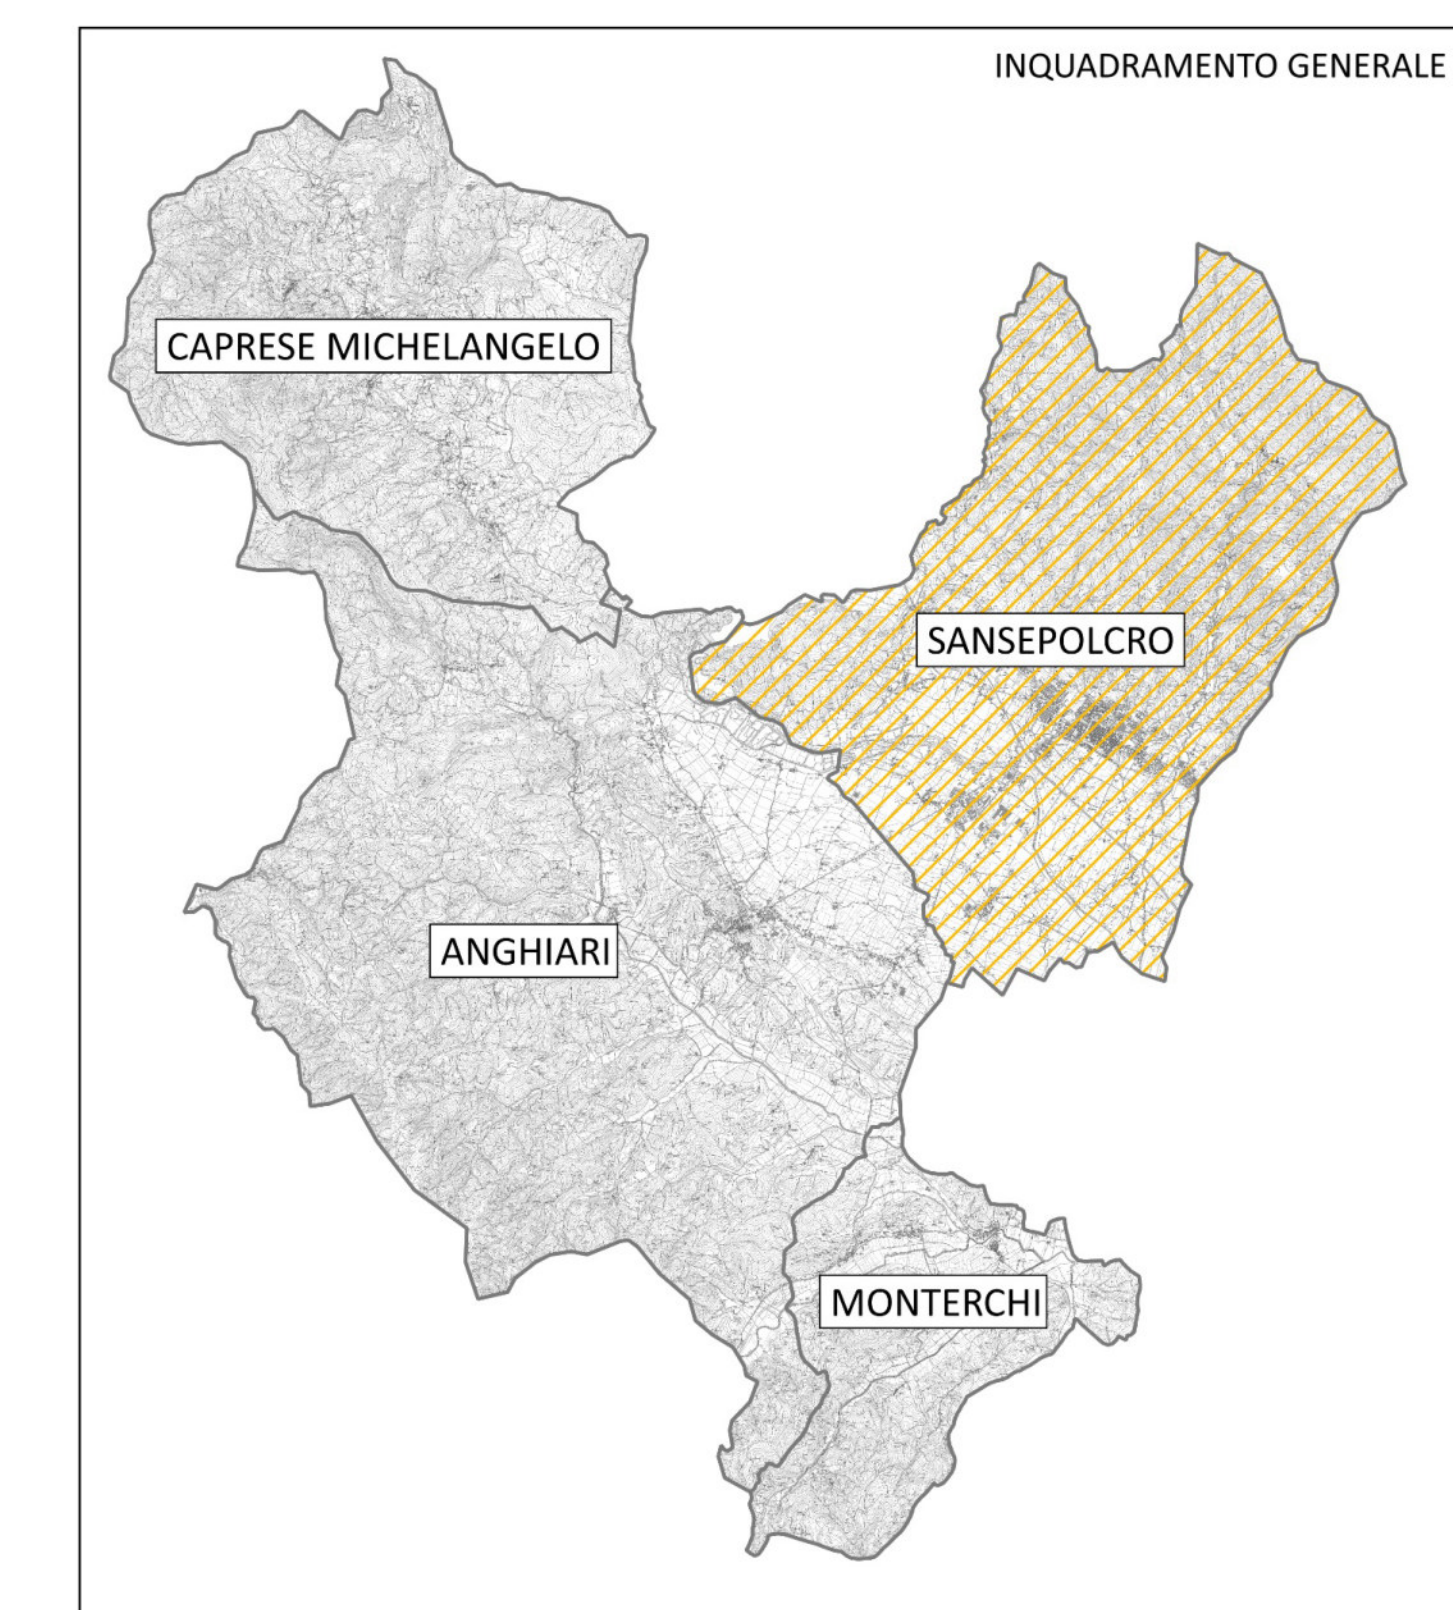 INQUADRAMENTO GENERALE
CAPRESE MICHELANGELO
SANSEPOLCRO
ANGHIARI
MONTERCHI